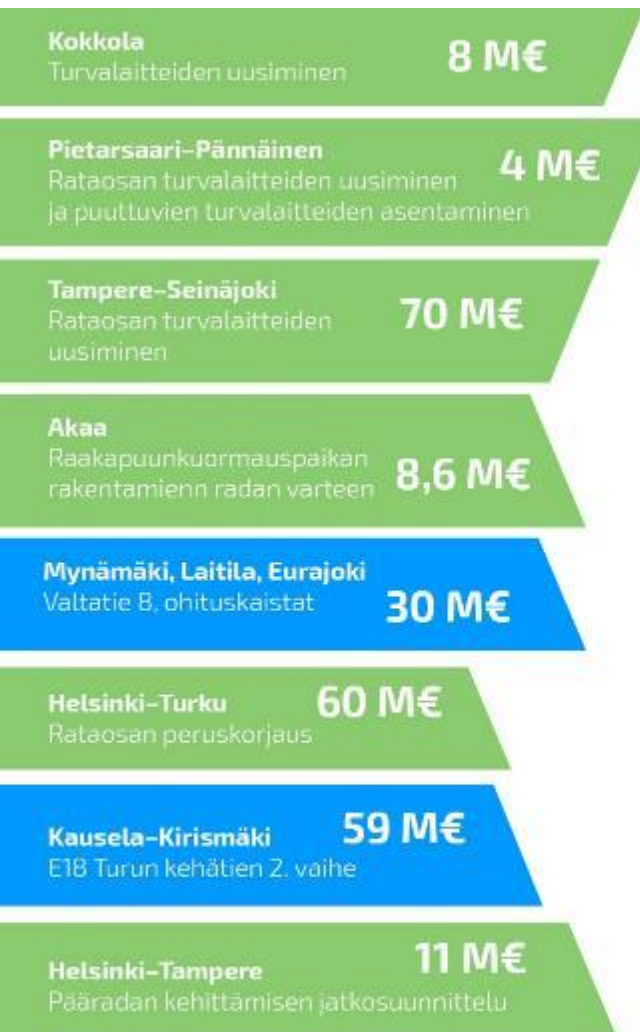 Kokkola
8 M€
Turvalaitteiden uusiminen
Pietarsaari–Pännäinen
4 M€
Rataosan turvalaitteiden uusiminen
ja puuttuvien turvalaitteiden asentaminen
Tampere–Seinäjoki
70 M€
Rataosan turvalaitteiden
uusiminen
Akaa
Raakapuunkuormauspaikan
rakentamienn radan varteen
8,6 M€
Mynämäki, Laitila, Eurajoki
Valtatie 8, ohituskaistat
30 M€
Helsinki–Turku
60 M€
Rataosan peruskorjaus
Kausela–Kirismäki
59 M€
E18 Turun kehätien 2. vaihe
Helsinki–Tampere
11 M€
Pääradan kehittämisen jatkosuunnittelu